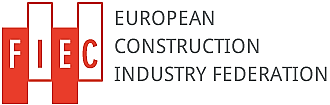 FIEC
EUROPEAN
CONSTRUCTION
INDUSTRY FEDERATION